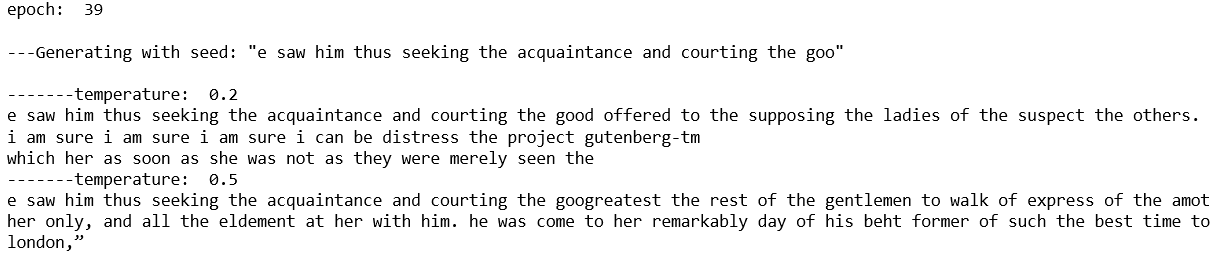 epoch:  39
---Generating with seed: "e saw him thus seeking the acquaintance and courting the goo"
-------temperature:  0.2
e saw him thus seeking the acquaintance and courting the good offered to the supposing the ladies of the suspect the others.
i am sure i am sure i am sure i can be distress the project gutenberg-tm
which her as soon as she was not as they were merely seen the
-------temperature:  0.5
e saw him thus seeking the acquaintance and courting the googreatest the rest of the gentlemen to walk of express of the amot
her only, and all the eldement at her with him. he was come to her remarkably day of his beht former of such the best time to
london,”